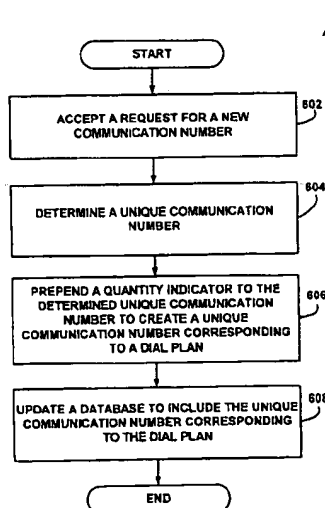 START
ACCEPT A REQUEST FOR A NEW
COMMUNICATION NUMBER
602
DETERMINE A UNIQUE COMMUNICATION
NUMBER
604
PREPEND A QUANTITY INDICATOR TO THE
DETERMINED UNIQUE COMMUNICATION
NUMBER TO CREATE A UNIQUE
COMMUNICATION NUMBER CORRESPONDING
TO A DIAL PLAN
606
UPDATE A DATABASE TO INCLUDE THE UNIQUE
COMMUNICATION NUMBER CORRESPONDING
TO THE DIAL PLAN
608
END